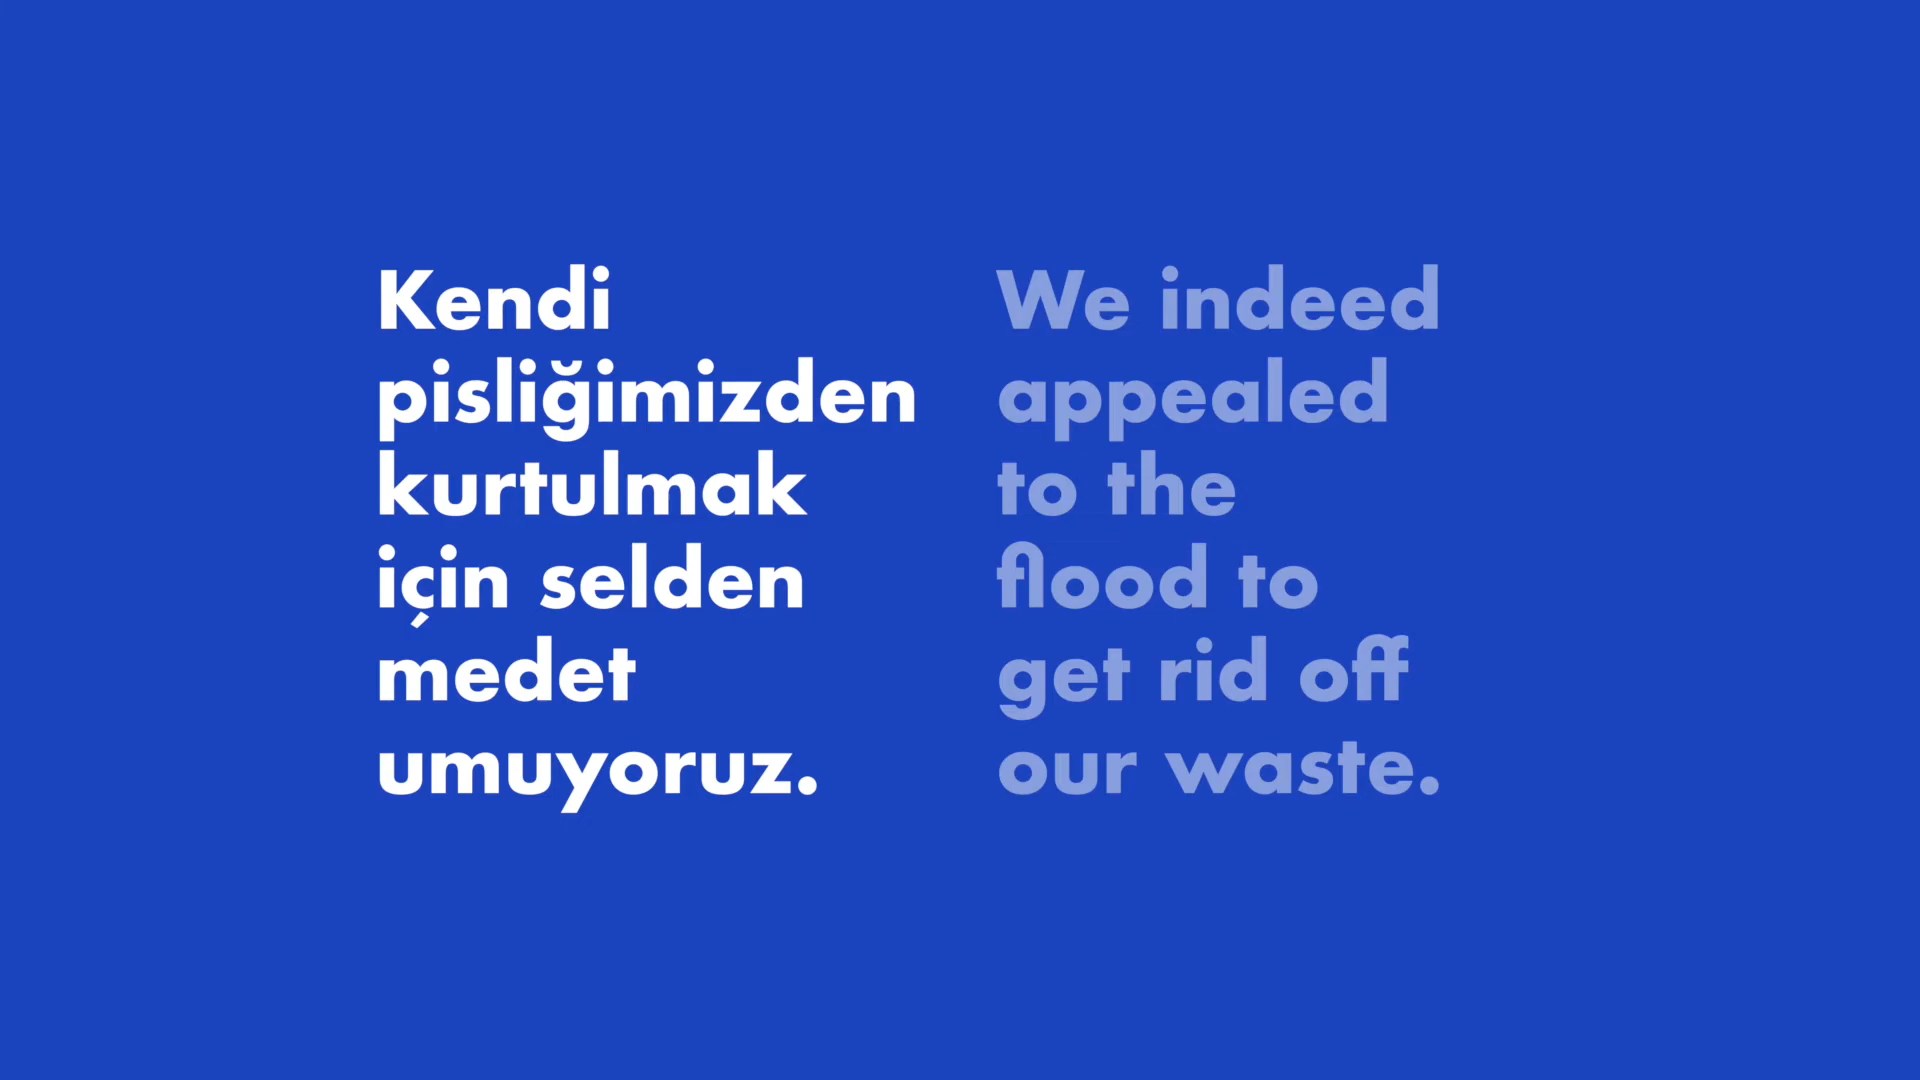 Kendi
pisliğimizden
kurtulmak
için selden
medet
umuyoruz.
We indeed
appealed
to the
flood to
get rid off
our waste.